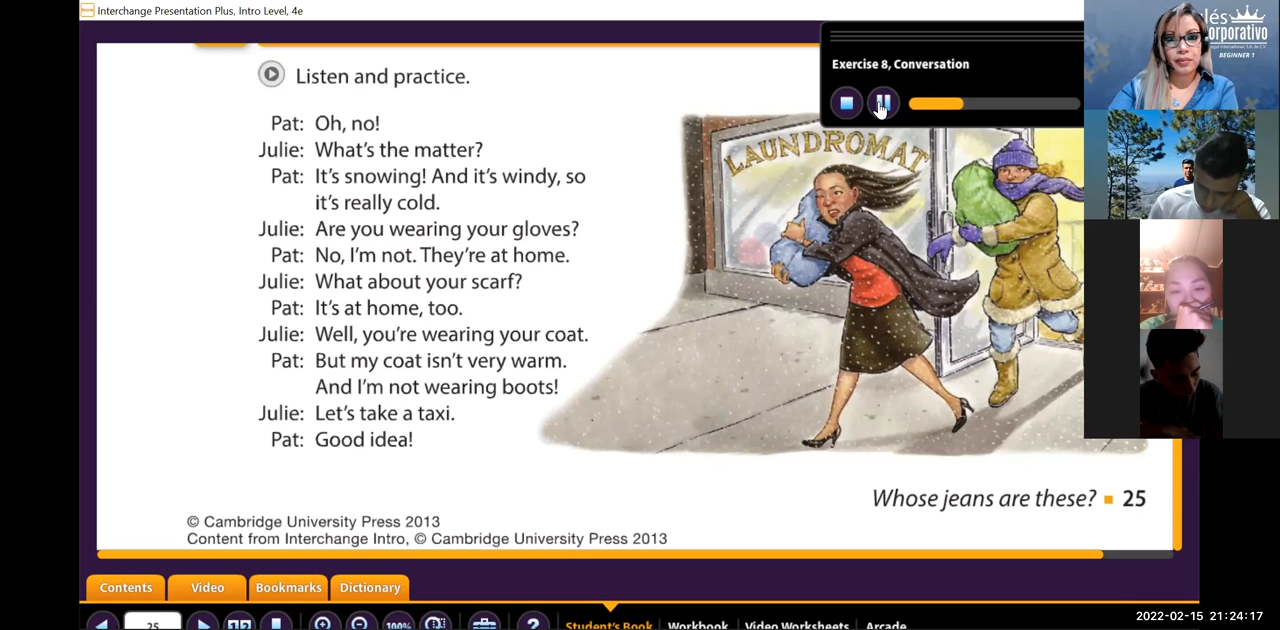 Interchange Presentation Plus, Intro Level, 4e
Listen and practice.
Pat: Oh, no!
Julie: What's the matter?
Pat: It's snowing! And it's windy, so
it's really cold.
Julie: Are you wearing your gloves?
Pat: No, I'm not. They're at home.
Julie: What about your scarf?
Pat: It's at home, too.
Julie: Well, you're wearing your coat.
Pat: But my coat isn't very warm.
And I'm not wearing boots!
Julie: Let's take a taxi.
Pat: Good idea!
LAUNDROMAT
Exercise 8, Conversation
BEGINNER 1
Whose jeans are these? ▪ 25
© Cambridge University Press 2013
Content from Interchange Intro, © Cambridge University Press 2013
Contents Video Bookmarks Dictionary
25 100% ? Student's Book Workbook Video Worksheets Arcade
2022-02-15 21:24:17